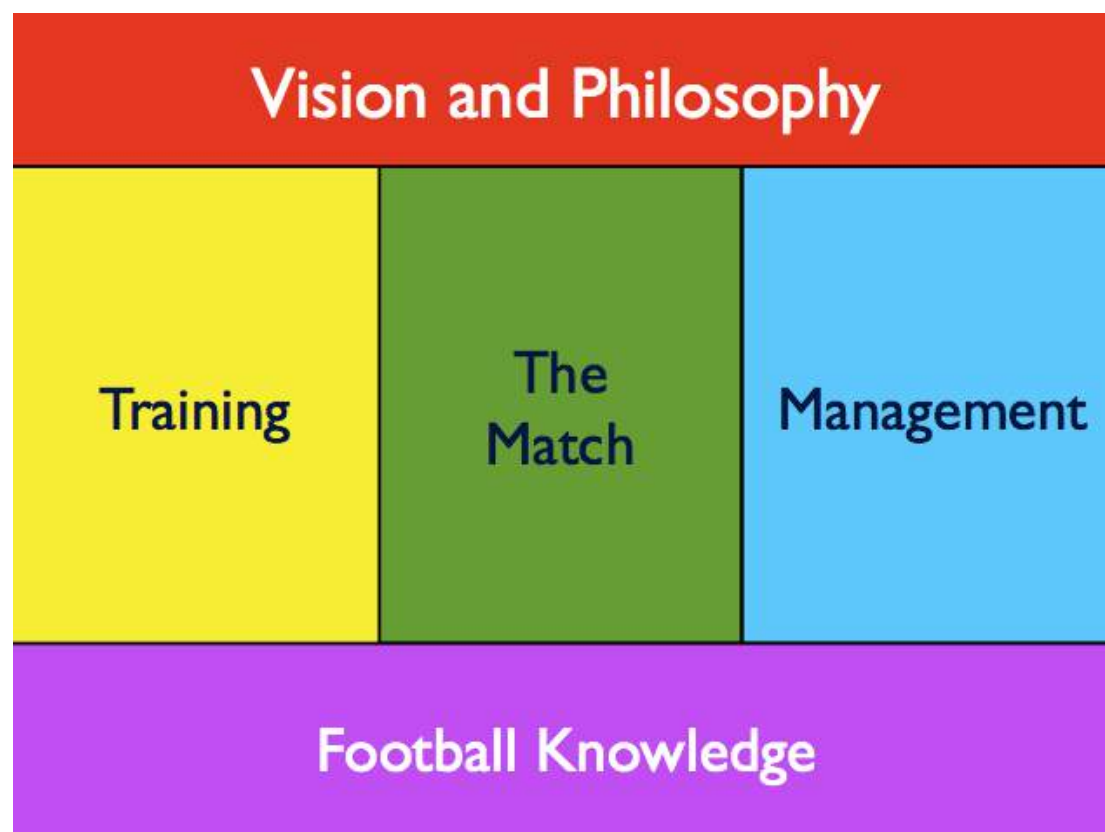 Vision and Philosophy
Training
The
Match
Management
Football Knowledge